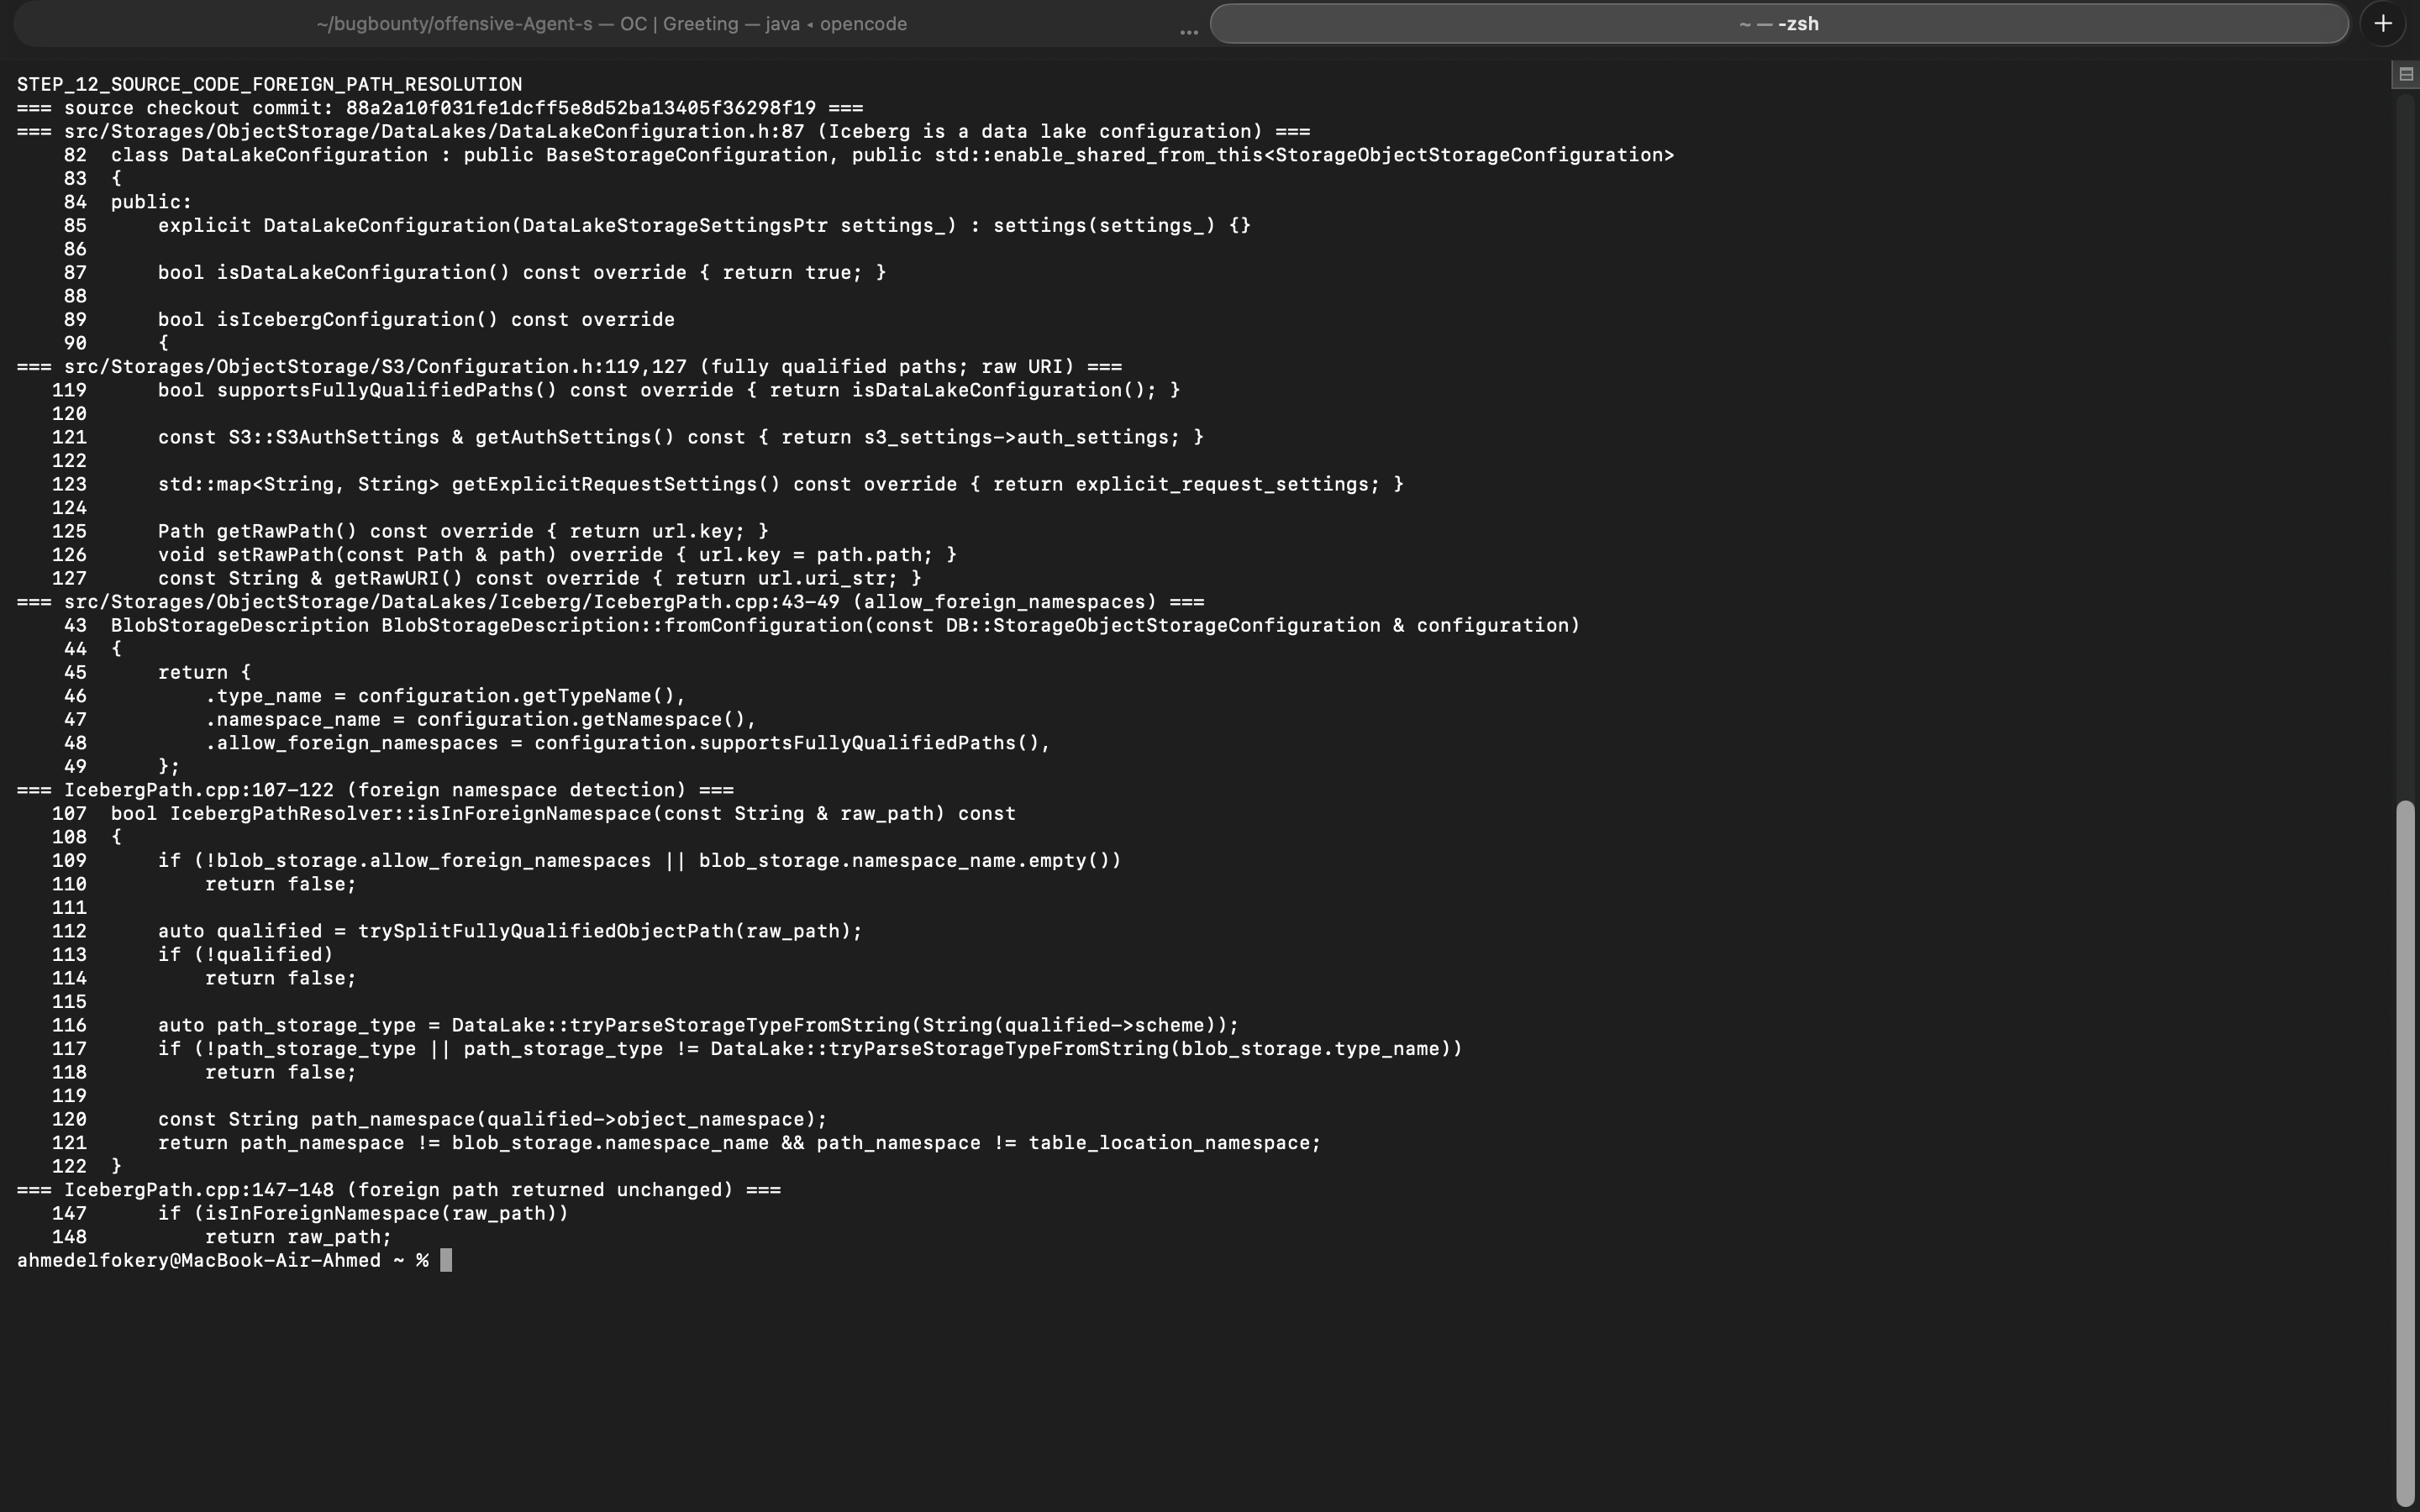 ~/bugbounty/offensive-Agent-s — OC | Greeting — java ◂ opencode
...
~ — -zsh
+
STEP_12_SOURCE_CODE_FOREIGN_PATH_RESOLUTION
=== source checkout commit: 88a2a10f031fe1dcff5e8d52ba13405f36298f19 ===
=== src/Storages/ObjectStorage/DataLakes/DataLakeConfiguration.h:87 (Iceberg is a data lake configuration) ===
    82  class DataLakeConfiguration : public BaseStorageConfiguration, public std::enable_shared_from_this<StorageObjectStorageConfiguration>
    83  {
    84  public:
    85      explicit DataLakeConfiguration(DataLakeStorageSettingsPtr settings_) : settings(settings_) {}
    86
    87      bool isDataLakeConfiguration() const override { return true; }
    88
    89      bool isIcebergConfiguration() const override
    90      {
=== src/Storages/ObjectStorage/S3/Configuration.h:119,127 (fully qualified paths; raw URI) ===
   119      bool supportsFullyQualifiedPaths() const override { return isDataLakeConfiguration(); }
   120
   121      const S3::S3AuthSettings & getAuthSettings() const { return s3_settings->auth_settings; }
   122
   123      std::map<String, String> getExplicitRequestSettings() const override { return explicit_request_settings; }
   124
   125      Path getRawPath() const override { return url.key; }
   126      void setRawPath(const Path & path) override { url.key = path.path; }
   127      const String & getRawURI() const override { return url.uri_str; }
=== src/Storages/ObjectStorage/DataLakes/Iceberg/IcebergPath.cpp:43-49 (allow_foreign_namespaces) ===
    43  BlobStorageDescription BlobStorageDescription::fromConfiguration(const DB::StorageObjectStorageConfiguration & configuration)
    44  {
    45      return {
    46          .type_name = configuration.getTypeName(),
    47          .namespace_name = configuration.getNamespace(),
    48          .allow_foreign_namespaces = configuration.supportsFullyQualifiedPaths(),
    49      };
=== IcebergPath.cpp:107-122 (foreign namespace detection) ===
   107  bool IcebergPathResolver::isInForeignNamespace(const String & raw_path) const
   108  {
   109      if (!blob_storage.allow_foreign_namespaces || blob_storage.namespace_name.empty())
   110          return false;
   111
   112      auto qualified = trySplitFullyQualifiedObjectPath(raw_path);
   113      if (!qualified)
   114          return false;
   115
   116      auto path_storage_type = DataLake::tryParseStorageTypeFromString(String(qualified->scheme));
   117      if (!path_storage_type || path_storage_type != DataLake::tryParseStorageTypeFromString(blob_storage.type_name))
   118          return false;
   119
   120      const String path_namespace(qualified->object_namespace);
   121      return path_namespace != blob_storage.namespace_name && path_namespace != table_location_namespace;
   122  }
=== IcebergPath.cpp:147-148 (foreign path returned unchanged) ===
   147      if (isInForeignNamespace(raw_path))
   148          return raw_path;
ahmedelfokery@MacBook-Air-Ahmed ~ %